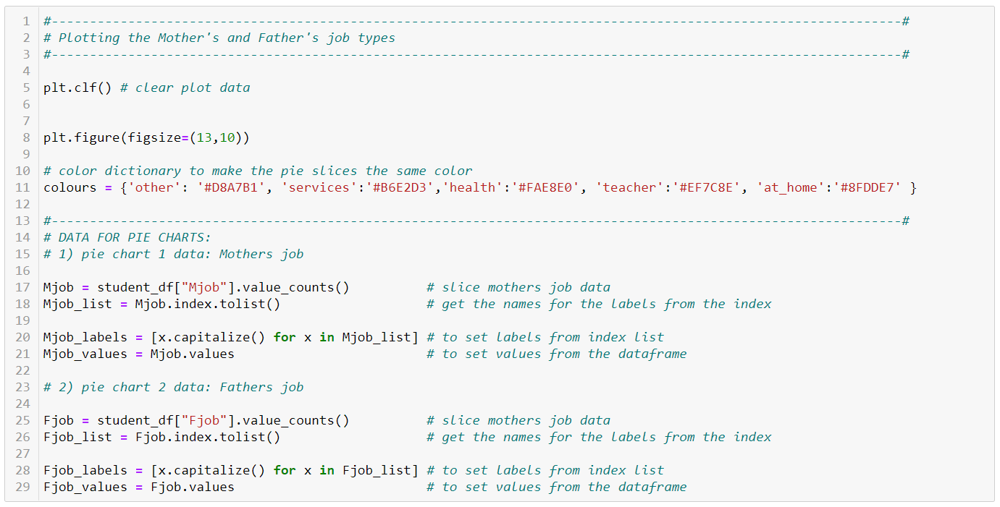 1 #---------------------------------------------------------------------------------------------------------------#
2 # Plotting the Mother's and Father's job types
3 #---------------------------------------------------------------------------------------------------------------#
4
5 plt.clf() # clear plot data
6
7
8 plt.figure(figsize=(13,10))
9
10 # color dictionary to make the pie slices the same color
11 colours = {'other': '#D8A7B1', 'services':'#B6E2D3','health':'#FAE8E0', 'teacher':'#EF7C8E', 'at_home':'#8FDDE7' }
12
13 #---------------------------------------------------------------------------------------------------------------#
14 # DATA FOR PIE CHARTS:
15 # 1) pie chart 1 data: Mothers job
16
17 Mjob = student_df["Mjob"].value_counts()          # slice mothers job data
18 Mjob_list = Mjob.index.tolist()                   # get the names for the labels from the index
19
20 Mjob_labels = [x.capitalize() for x in Mjob_list] # to set labels from index list
21 Mjob_values = Mjob.values                         # to set values from the dataframe
22
23 # 2) pie chart 2 data: Fathers job
24
25 Fjob = student_df["Fjob"].value_counts()          # slice mothers job data
26 Fjob_list = Fjob.index.tolist()                   # get the names for the labels from the index
27
28 Fjob_labels = [x.capitalize() for x in Fjob_list] # to set labels from index list
29 Fjob_values = Fjob.values                         # to set values from the dataframe